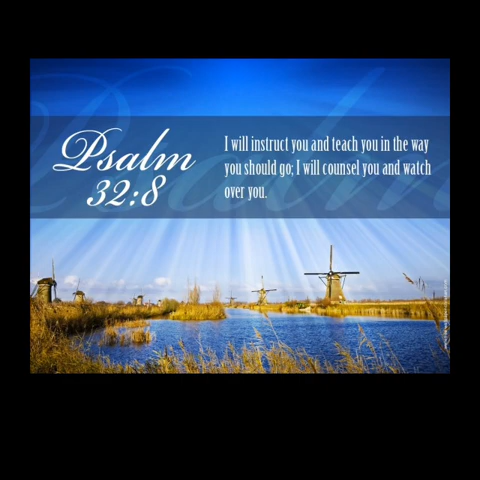 Psalm
32:8
I will instruct you and teach you in the way
you should go; I will counsel you and watch
over you.